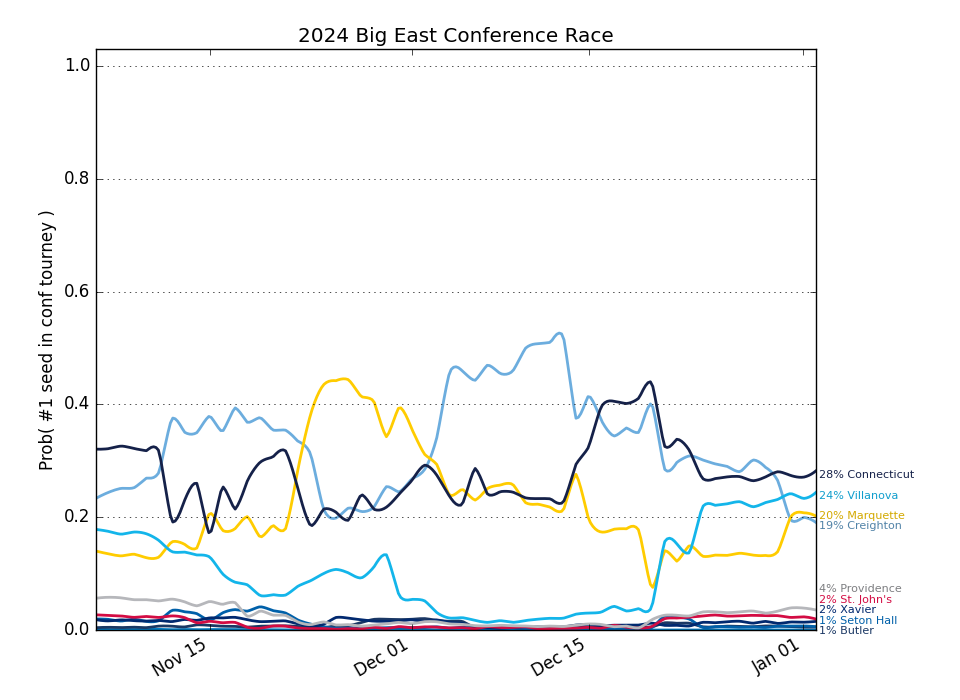 2024 Big East Conference Race
Prob( #1 seed in conf tourney )
1.0
0.8
0.6
0.4
0.2
0.0
Nov 15
Dec 01
Dec 15
Jan 01
28% Connecticut
24% Villanova
20% Marquette
19% Creighton
4% Providence
2% St. John's
2% Xavier
1% Seton Hall
1% Butler